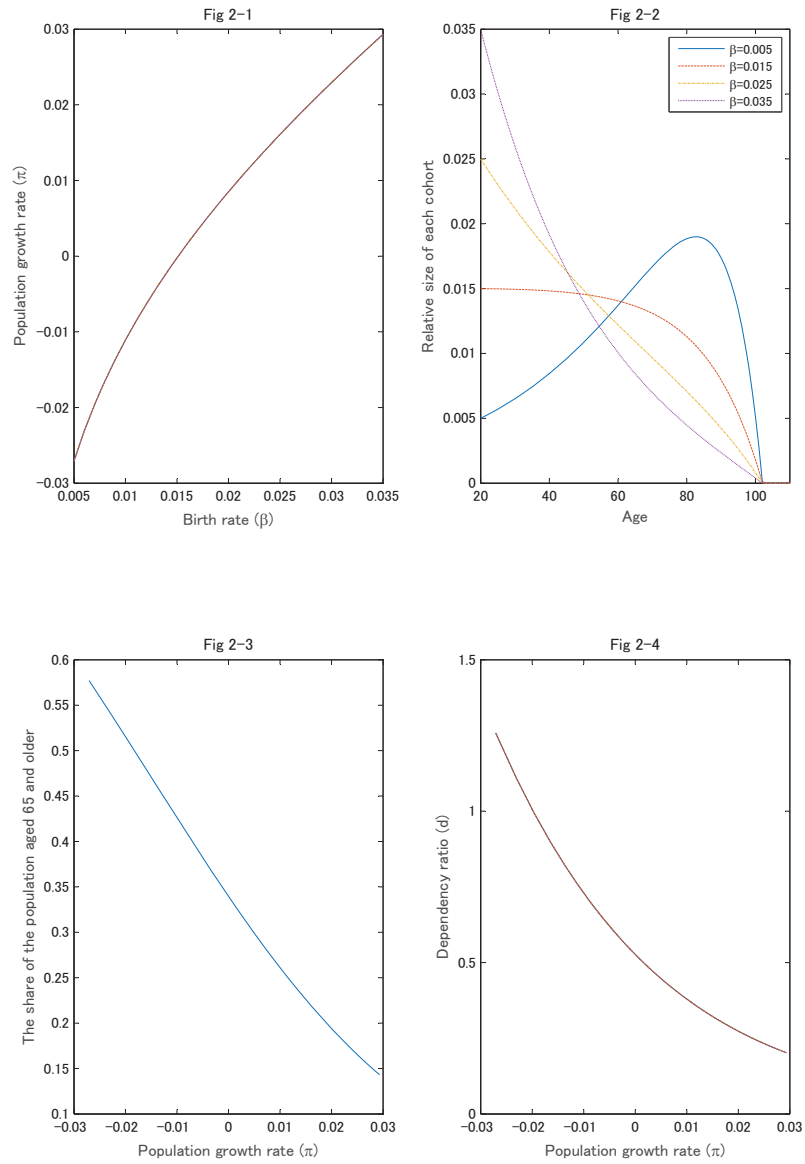 Fig 2-1
0.03
0.02
0.01
0
-0.01
-0.02
-0.03
Population growth rate (π)
0.005 0.01 0.015 0.02 0.025 0.03 0.035
Birth rate (β)
Fig 2-2
0.035
0.03
0.025
0.02
0.015
0.01
0.005
0
Relative size of each cohort
β=0.005
β=0.015
β=0.025
β=0.035
20 40 60 80 100
Age
Fig 2-3
0.6
0.55
0.5
0.45
0.4
0.35
0.3
0.25
0.2
0.15
0.1
The share of the population aged 65 and older
-0.03 -0.02 -0.01 0 0.01 0.02 0.03
Population growth rate (π)
Fig 2-4
1.5
1
0.5
0
Dependency ratio (d)
-0.03 -0.02 -0.01 0 0.01 0.02 0.03
Population growth rate (π)